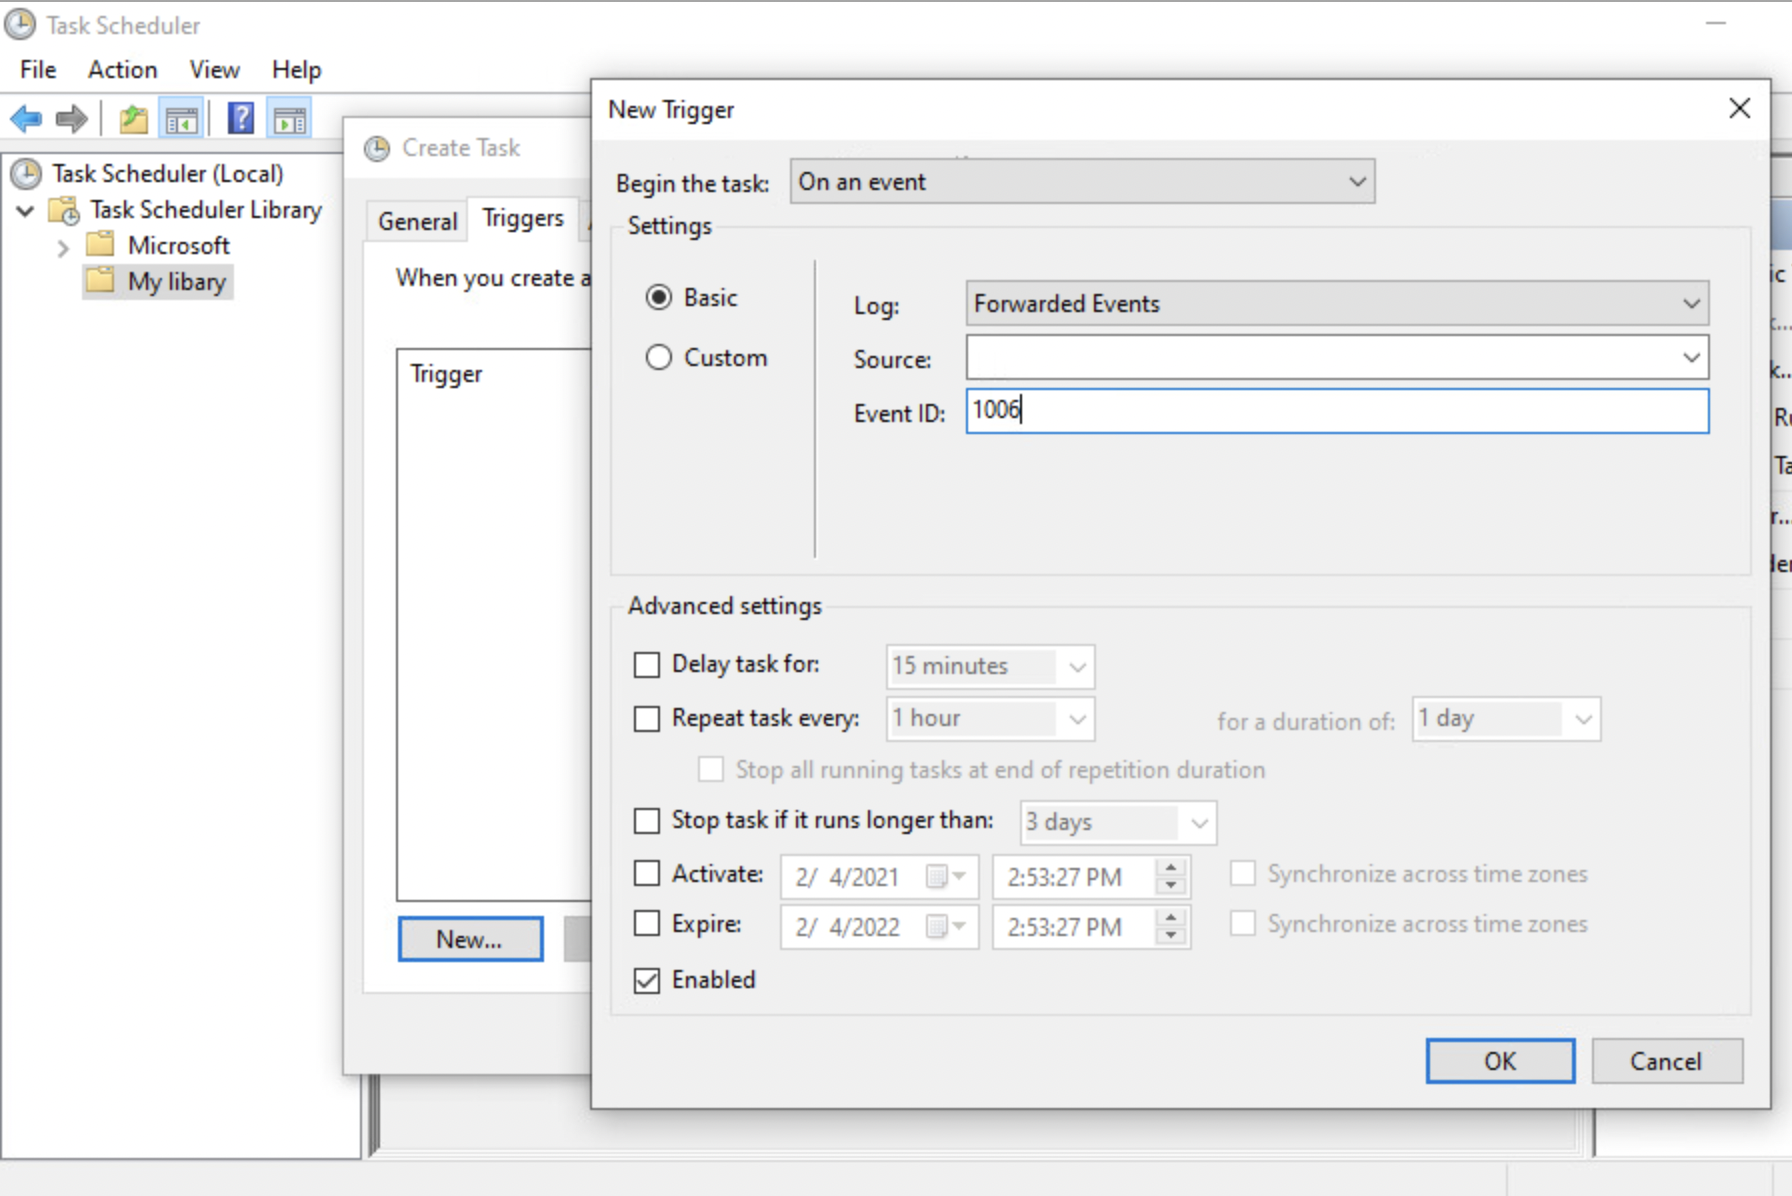 Task Scheduler
File Action View Help
New Trigger
Create Task
Task Scheduler (Local)
Task Scheduler Library
Microsoft
My libary
General Triggers
When you create a
Trigger
New...
Begin the task: On an event
Settings
Basic
Custom
Log: Forwarded Events
Source:
Event ID: 1006
Advanced settings
Delay task for: 15 minutes
Repeat task every: 1 hour for a duration of: 1 day
Stop all running tasks at end of repetition duration
Stop task if it runs longer than: 3 days
Activate: 2/ 4/2021 2:53:27 PM Synchronize across time zones
Expire: 2/ 4/2022 2:53:27 PM Synchronize across time zones
Enabled
OK Cancel